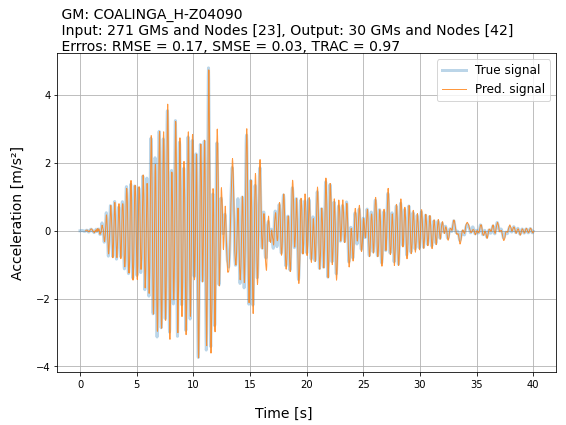 GM: COALINGA_H-Z04090
Input: 271 GMs and Nodes [23], Output: 30 GMs and Nodes [42]
Errros: RMSE = 0.17, SMSE = 0.03, TRAC = 0.97
True signal
Pred. signal
4
2
0
−2
−4
Acceleration [m/s²]
0 5 10 15 20 25 30 35 40
Time [s]